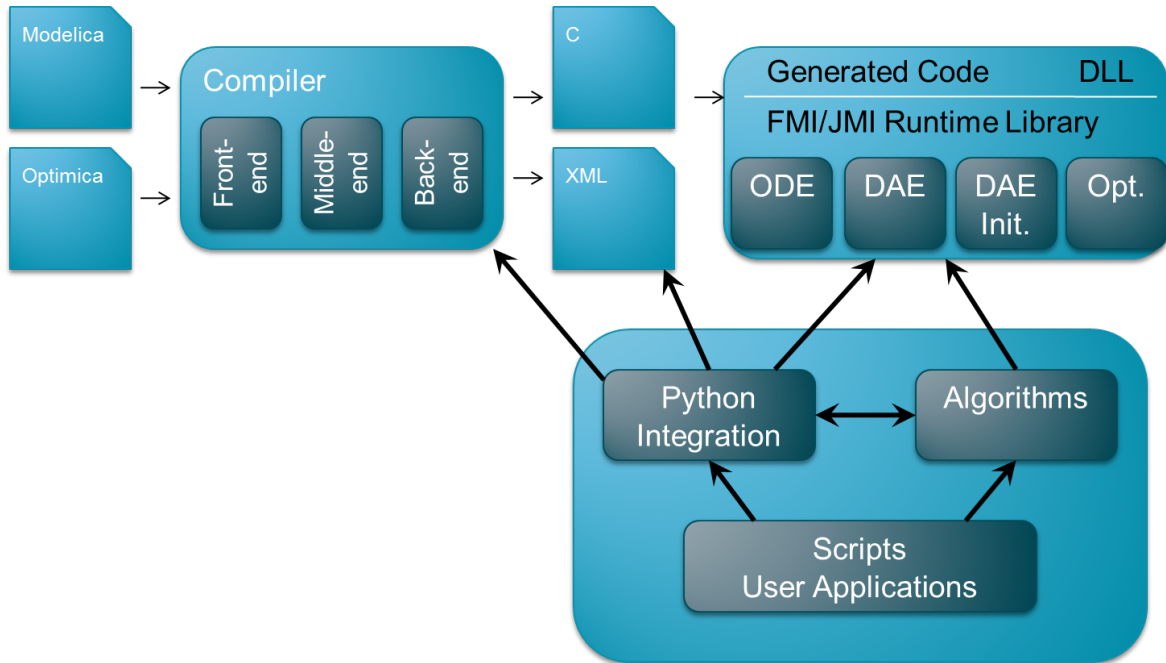 Modelica
Optimica
Compiler
Front-
end
Middle-
end
Back-
end
C
XML
Generated Code DLL
FMI/JMI Runtime Library
ODE
DAE
DAE
Init.
Opt.
Python
Integration
Algorithms
Scripts
User Applications